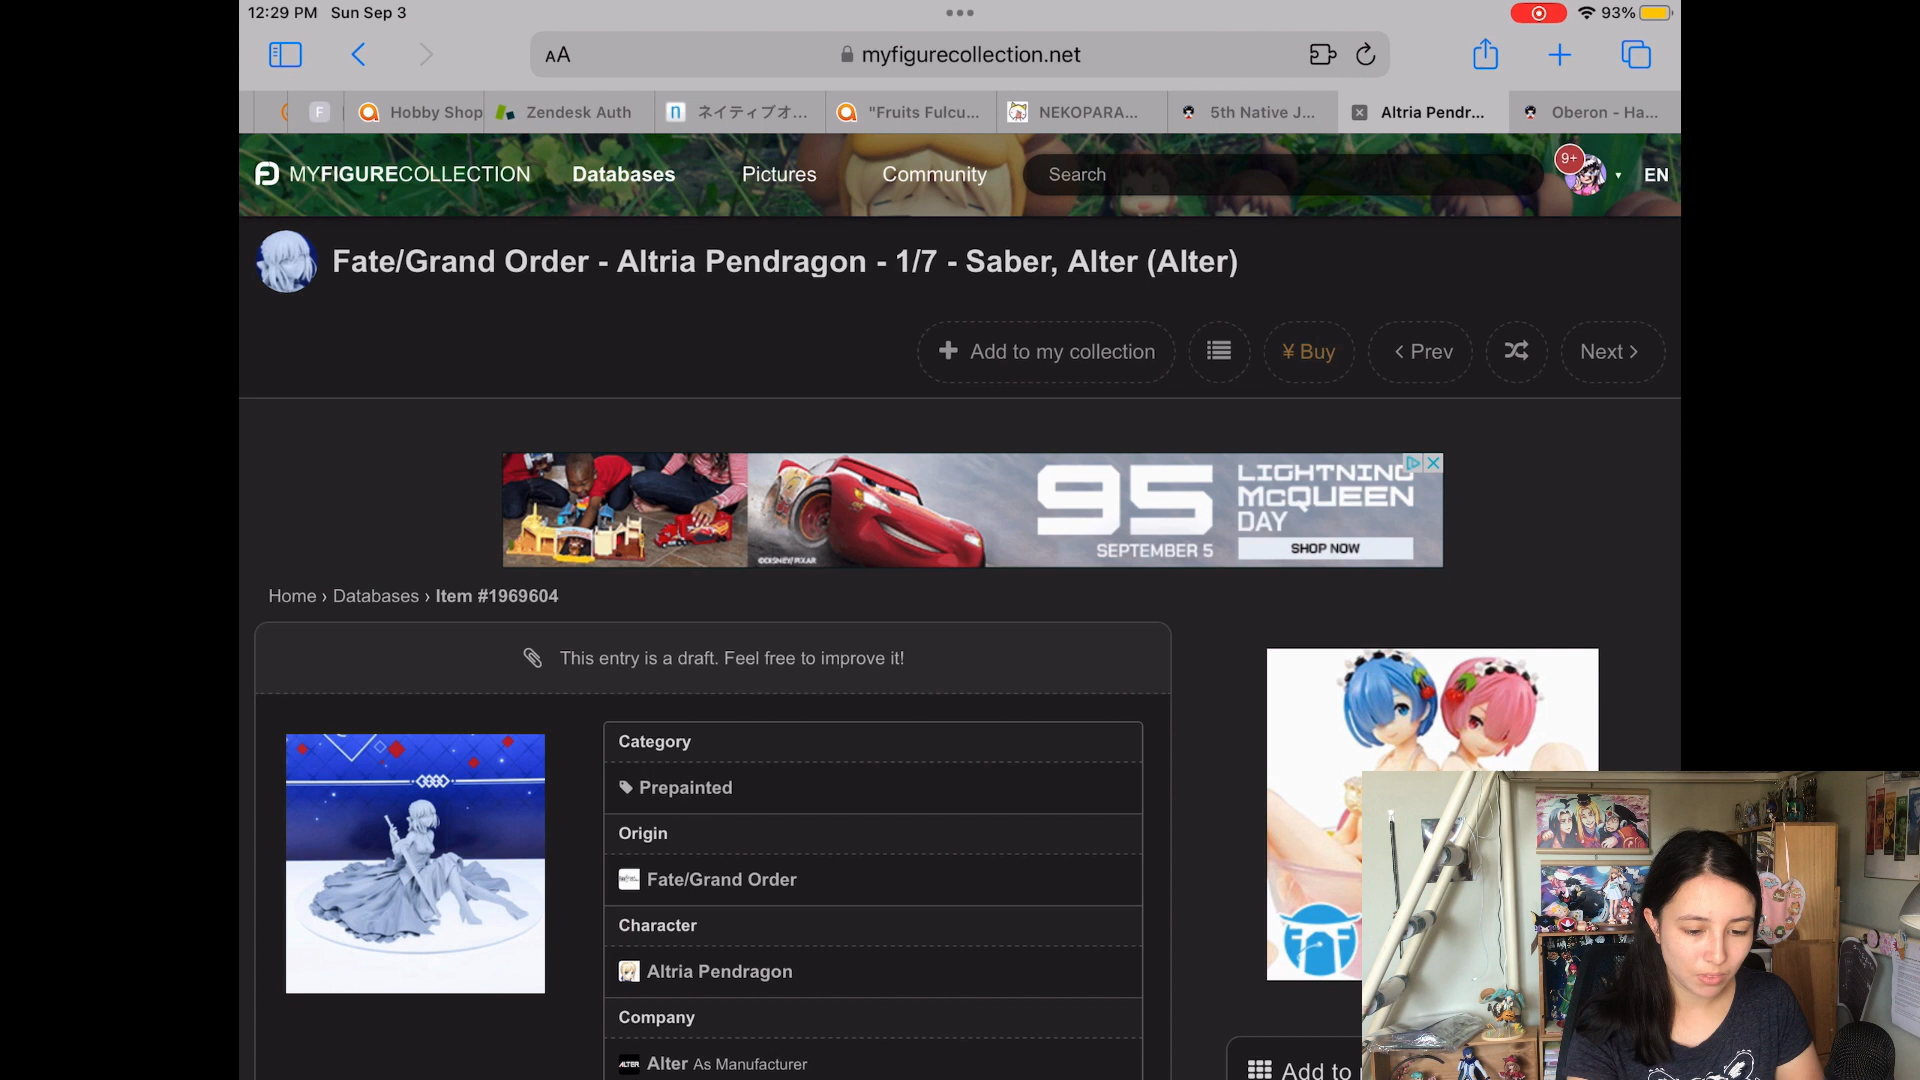 12:29 PM Sun Sep 3
93%
AA
myfigurecollection.net
F
Hobby Shop
Zendesk Auth
n
ネイティブオ...
"Fruits Fulcu...
NEKOPARA...
5th Native J...
Altria Pendr...
Oberon - Ha...
MYFIGURECOLLECTION
Databases
Pictures
Community
Search
9+
EN
Fate/Grand Order - Altria Pendragon - 1/7 - Saber, Alter (Alter)
Add to my collection
¥ Buy
Prev
Next
95
LIGHTNING
McQUEEN
DAY
SEPTEMBER 5
SHOP NOW
©DISNEY/PIXAR
Home › Databases › Item #1969604
This entry is a draft. Feel free to improve it!
Category
Prepainted
Origin
Fate/Grand Order
Character
Altria Pendragon
Company
ALTER
Alter As Manufacturer
Add to